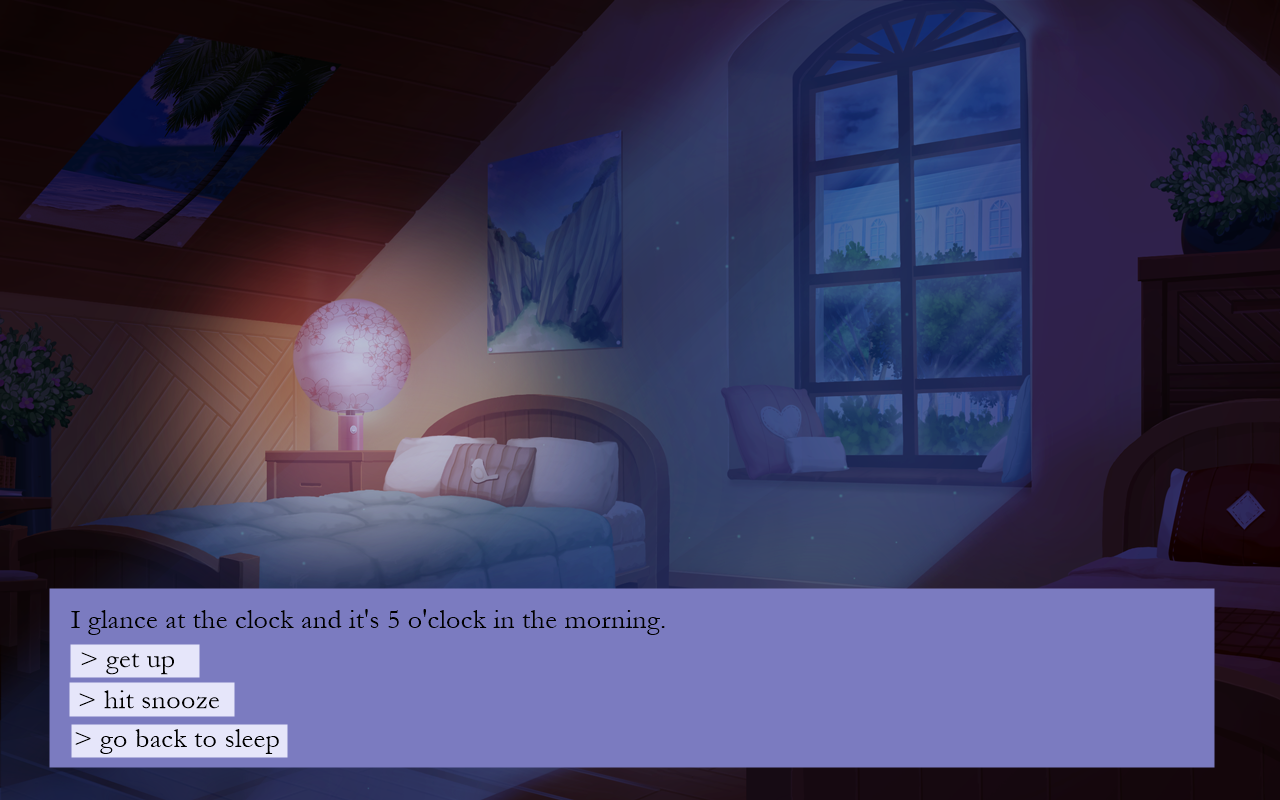 I glance at the clock and it's 5 o'clock in the morning.
> get up
> hit snooze
> go back to sleep